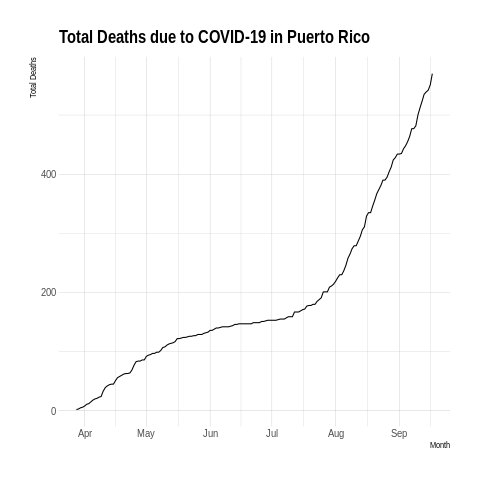 Total Deaths due to COVID-19 in Puerto Rico
Total Deaths
400
200
0
Apr May Jun Jul Aug Sep
Month